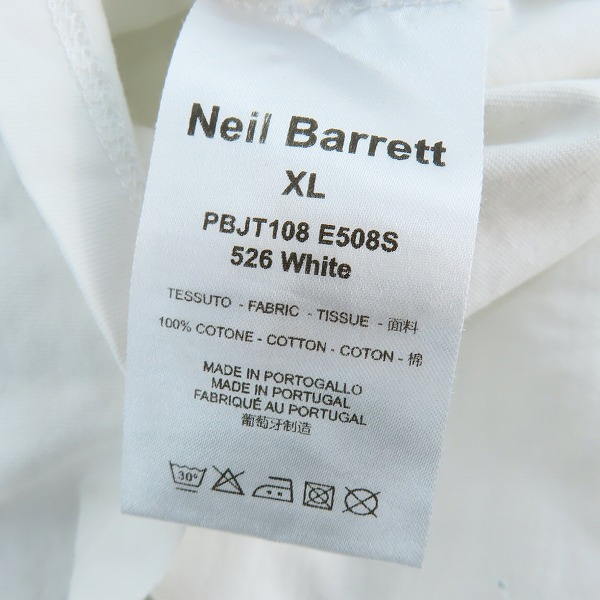 Neil Barrett
XL
PBJT108 E508S
526 White
TESSUTO - FABRIC - TISSUE - 面料
100% COTONE - COTTON - COTON - 棉
MADE IN PORTOGALLO
MADE IN PORTUGAL
FABRIQUÉ AU PORTUGAL
葡萄牙制造
30°